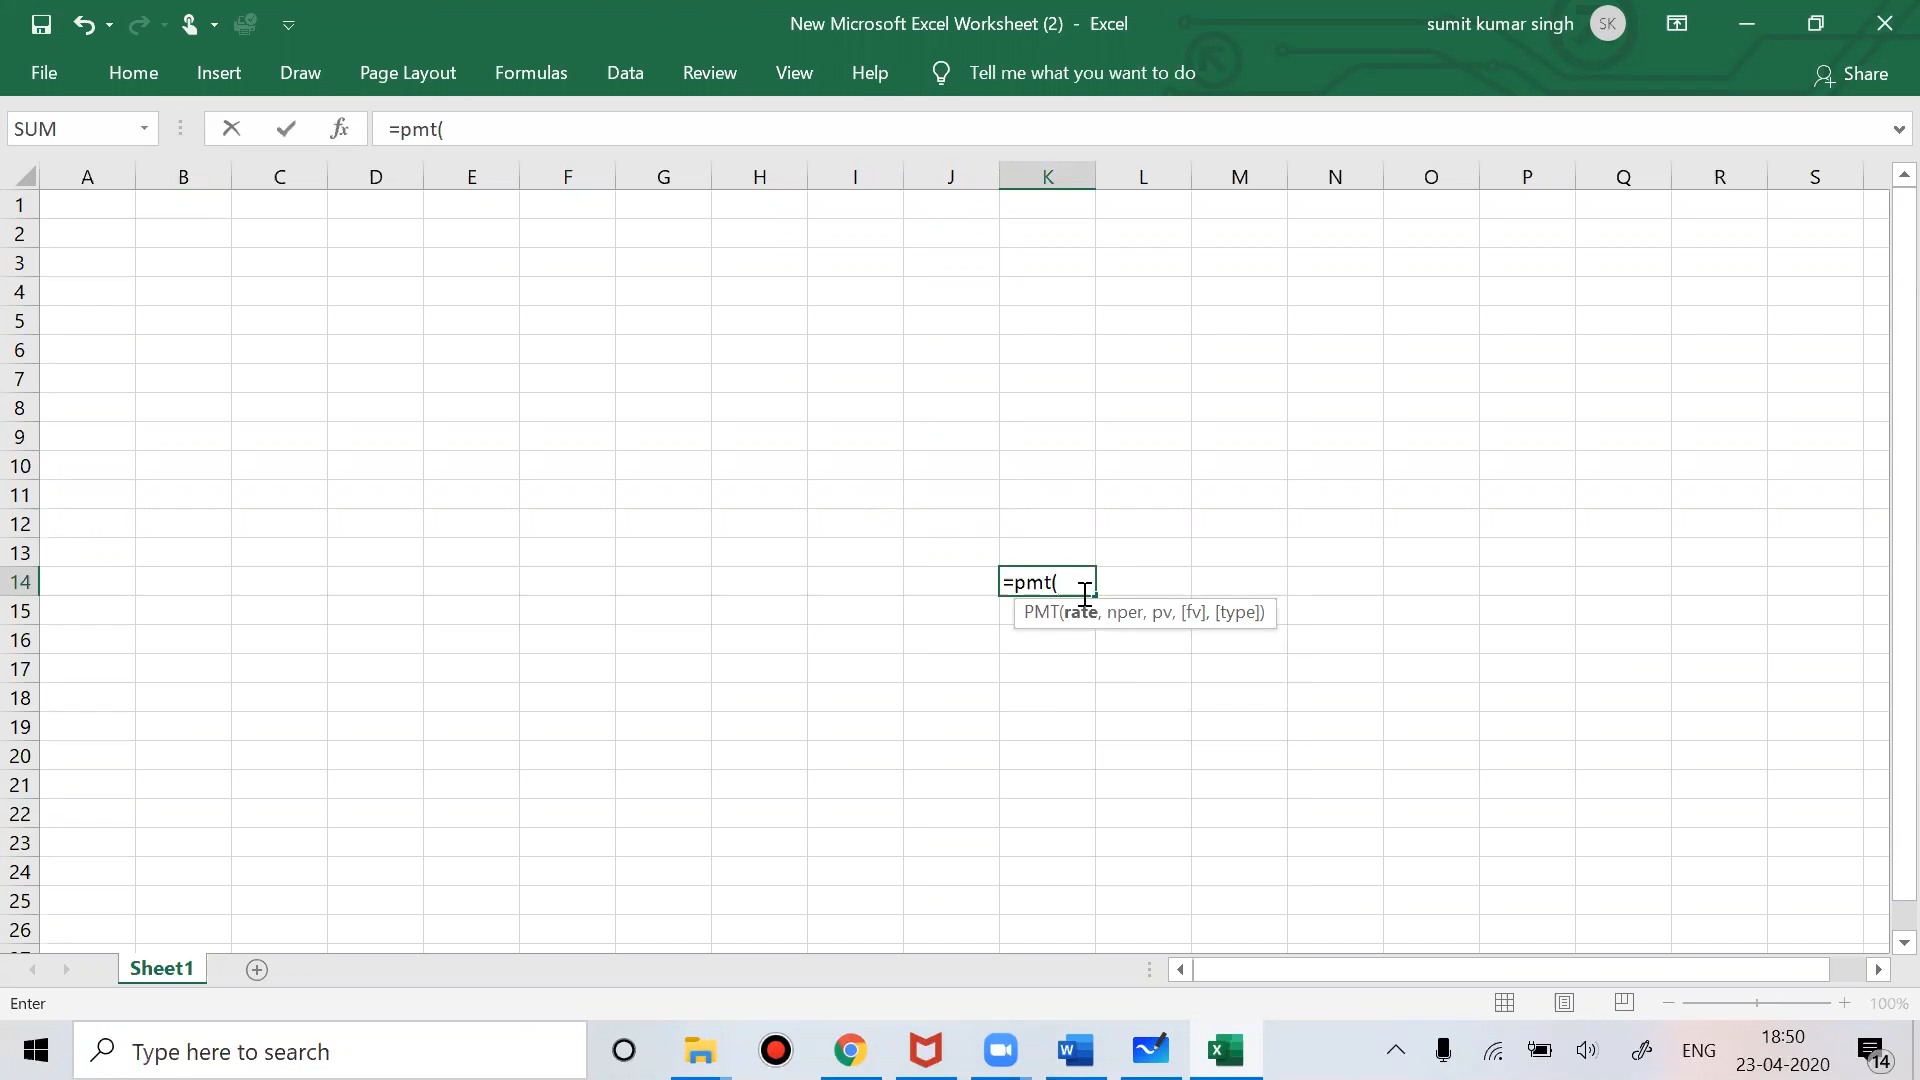 New Microsoft Excel Worksheet (2) - Excel
sumit kumar singh SK
File Home Insert Draw Page Layout Formulas Data Review View Help Tell me what you want to do Share
SUM fx =pmt(
A B C D E F G H I J K L M N O P Q R S
1
2
3
4
5
6
7
8
9
10
11
12
13
14 =pmt(
PMT(rate, nper, pv, [fv], [type])
15
16
17
18
19
20
21
22
23
24
25
26
Sheet1
Enter 100%
Type here to search
W X ENG
18:50
23-04-2020
14